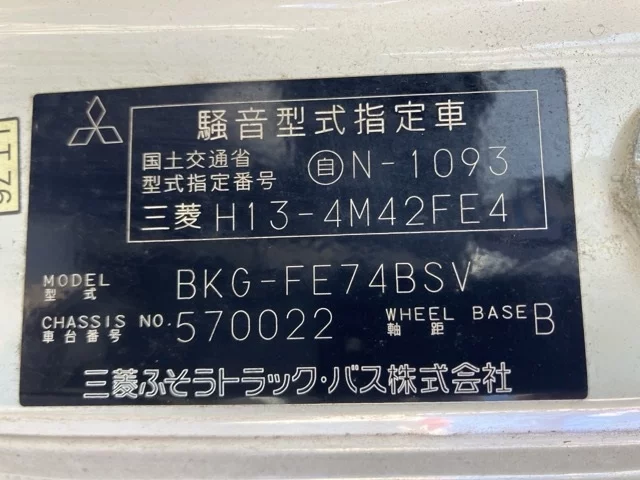 騒音型式指定車
国土交通省
型式指定番号 自 N-1093
三菱 H13-4M42FE4
MODEL
型式 BKG-FE74BSV
CHASSIS NO.
車台番号 570022
WHEEL BASE
軸距 B
三菱ふそうトラック・バス株式会社